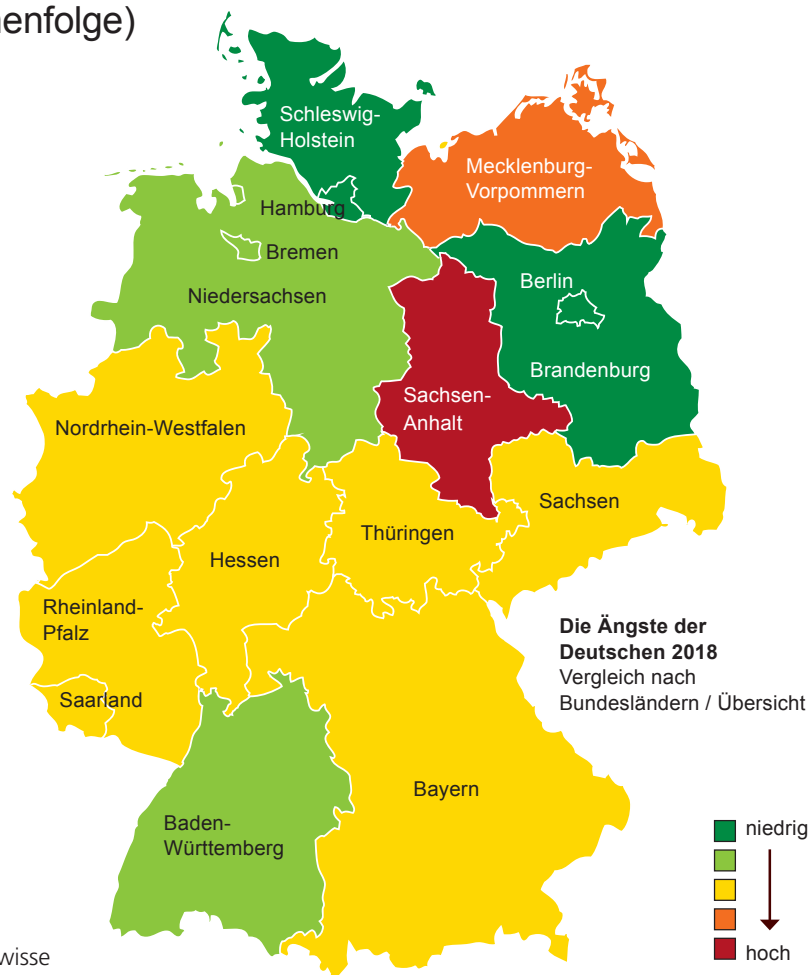 nenfolge)
Schleswig-
Holstein
Mecklenburg-
Vorpommern
Hamburg
Bremen
Niedersachsen
Berlin
Brandenburg
Sachsen-
Anhalt
Nordrhein-Westfalen
Sachsen
Thüringen
Hessen
Rheinland-
Pfalz
Saarland
Die Ängste der
Deutschen 2018
Vergleich nach
Bundesländern / Übersicht
Bayern
Baden-
Württemberg
niedrig
hoch
wisse